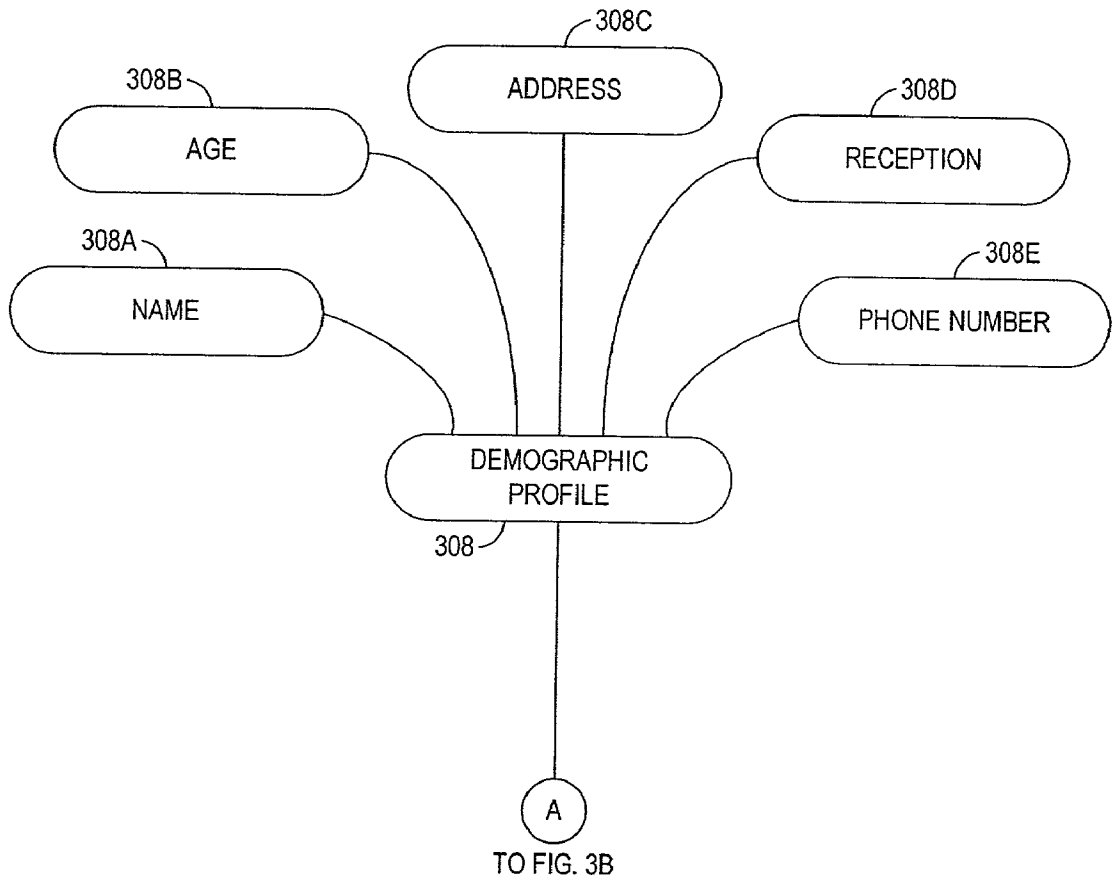 308C
ADDRESS
308B
AGE
308D
RECEPTION
308A
NAME
308E
PHONE NUMBER
DEMOGRAPHIC
PROFILE
308
A
TO FIG. 3B